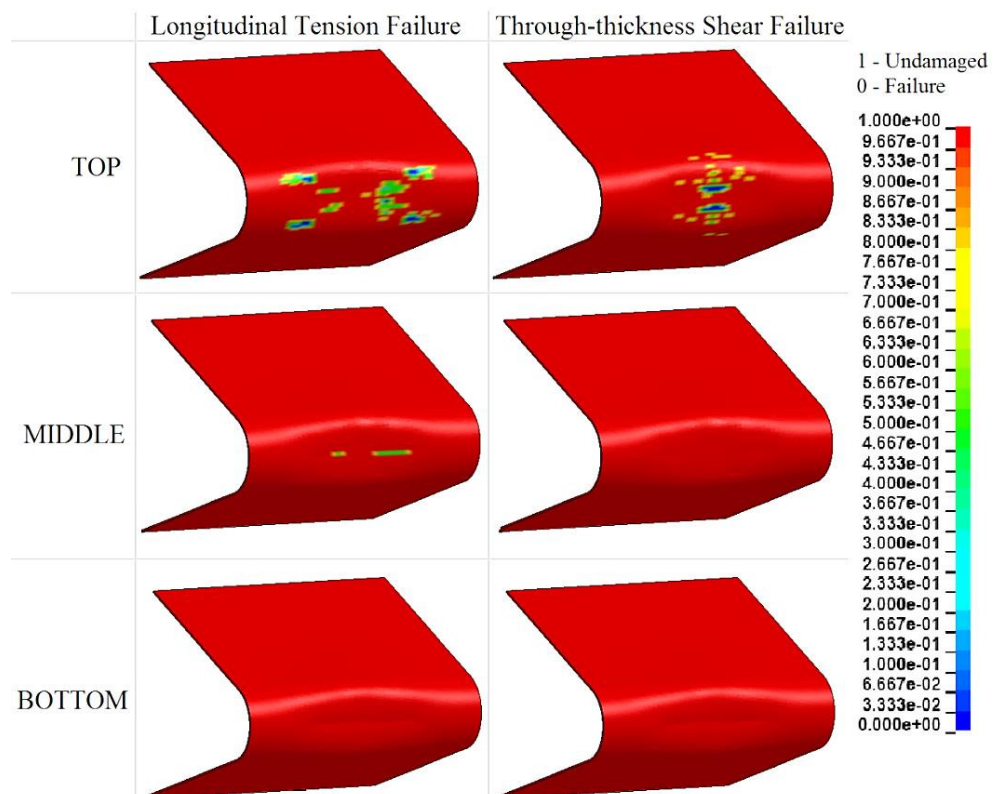 Longitudinal Tension Failure
Through-thickness Shear Failure
1 - Undamaged
0 - Failure
TOP
MIDDLE
BOTTOM
1.000e+00
9.667e-01
9.333e-01
9.000e-01
8.667e-01
8.333e-01
8.000e-01
7.667e-01
7.333e-01
7.000e-01
6.667e-01
6.333e-01
6.000e-01
5.667e-01
5.333e-01
5.000e-01
4.667e-01
4.333e-01
4.000e-01
3.667e-01
3.333e-01
3.000e-01
2.667e-01
2.333e-01
2.000e-01
1.667e-01
1.333e-01
1.000e-01
6.667e-02
3.333e-02
0.000e+00